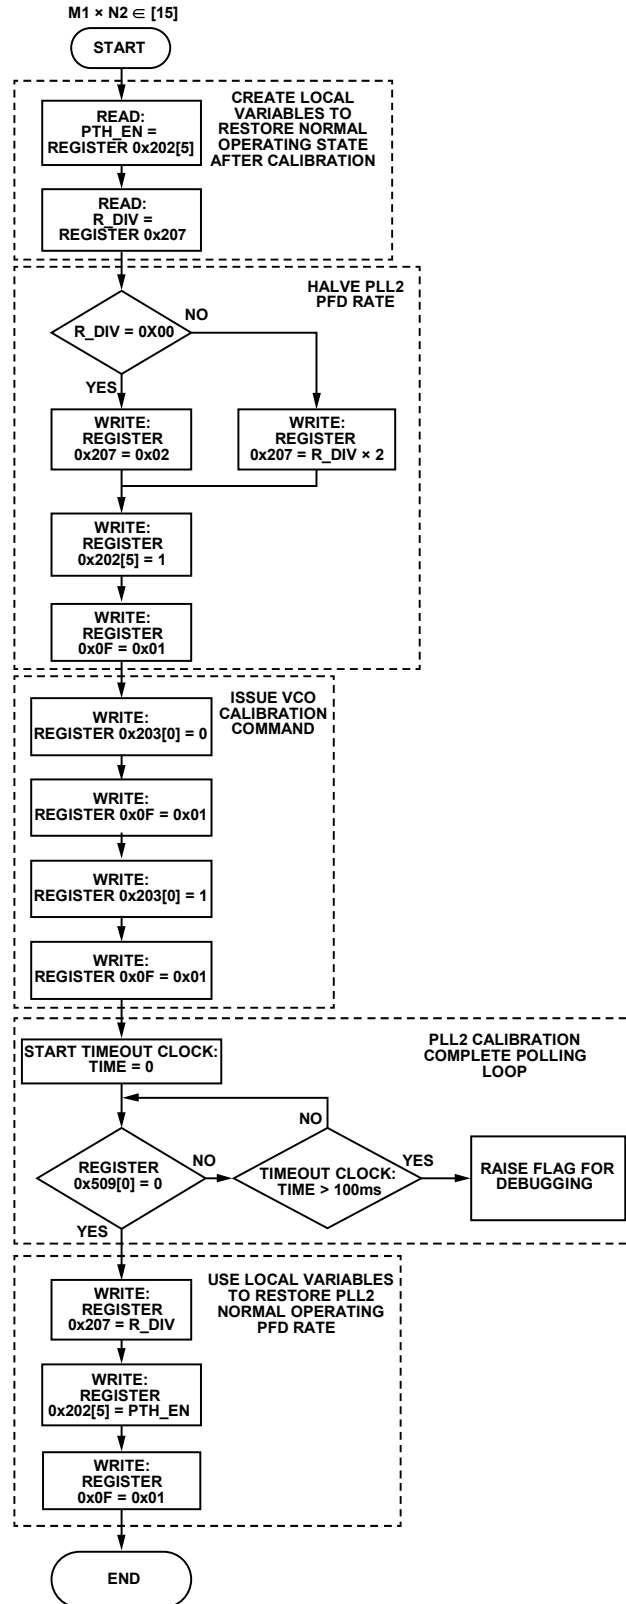 M1 × N2 ∈ [15]
START
CREATE LOCAL
VARIABLES TO
RESTORE NORMAL
OPERATING STATE
AFTER CALIBRATION
READ:
PTH_EN =
REGISTER 0x202[5]
READ:
R_DIV =
REGISTER 0x207
HALVE PLL2
PFD RATE
R_DIV = 0X00
NO
YES
WRITE:
REGISTER
0x207 = 0x02
WRITE:
REGISTER
0x207 = R_DIV × 2
WRITE:
REGISTER
0x202[5] = 1
WRITE:
REGISTER
0x0F = 0x01
ISSUE VCO
CALIBRATION
COMMAND
WRITE:
REGISTER 0x203[0] = 0
WRITE:
REGISTER 0x0F = 0x01
WRITE:
REGISTER 0x203[0] = 1
WRITE:
REGISTER 0x0F = 0x01
PLL2 CALIBRATION
COMPLETE POLLING
LOOP
START TIMEOUT CLOCK:
TIME = 0
NO
REGISTER
0x509[0] = 0
NO
TIMEOUT CLOCK:
TIME > 100ms
YES
RAISE FLAG FOR
DEBUGGING
YES
USE LOCAL VARIABLES
TO RESTORE PLL2
NORMAL OPERATING
PFD RATE
WRITE:
REGISTER
0x207 = R_DIV
WRITE:
REGISTER
0x202[5] = PTH_EN
WRITE:
REGISTER
0x0F = 0x01
END